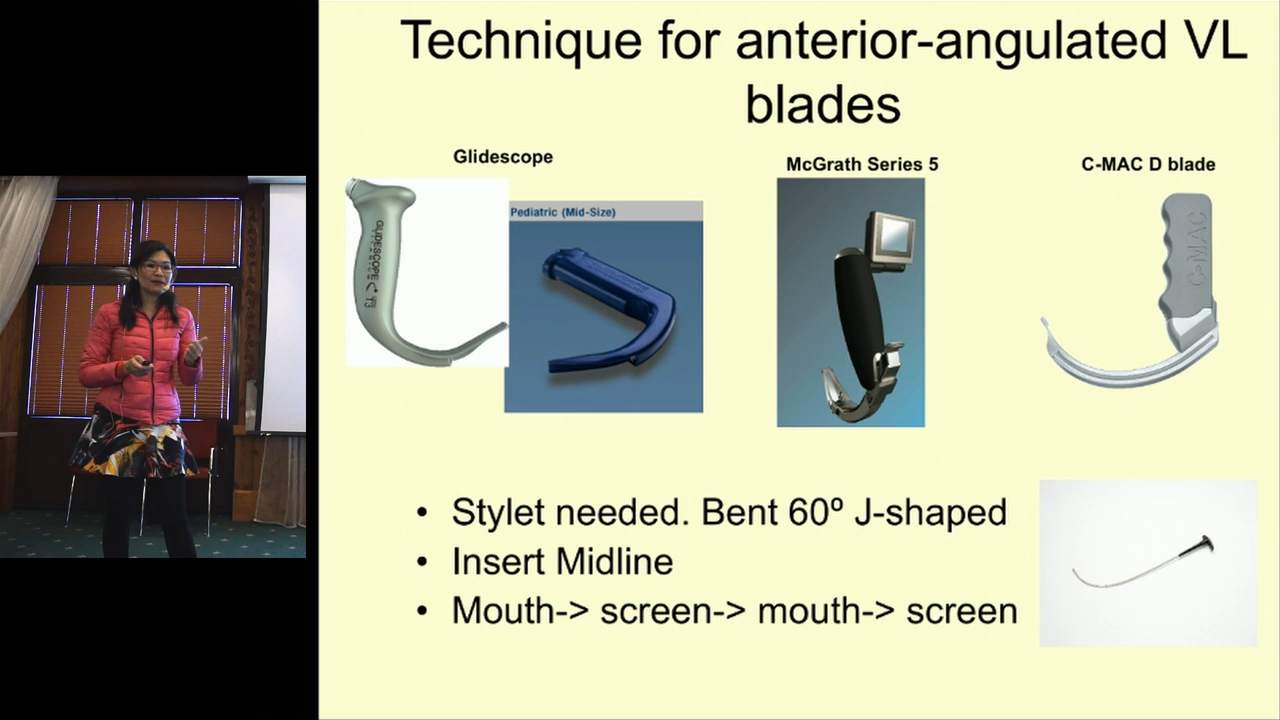 Technique for anterior-angulated VL
blades
Glidescope
McGrath Series 5
C-MAC D blade
GLIDESCOPE
Pediatric (Mid-Size)
C-MAC
• Stylet needed. Bent 60º J-shaped
• Insert Midline
• Mouth-> screen-> mouth-> screen